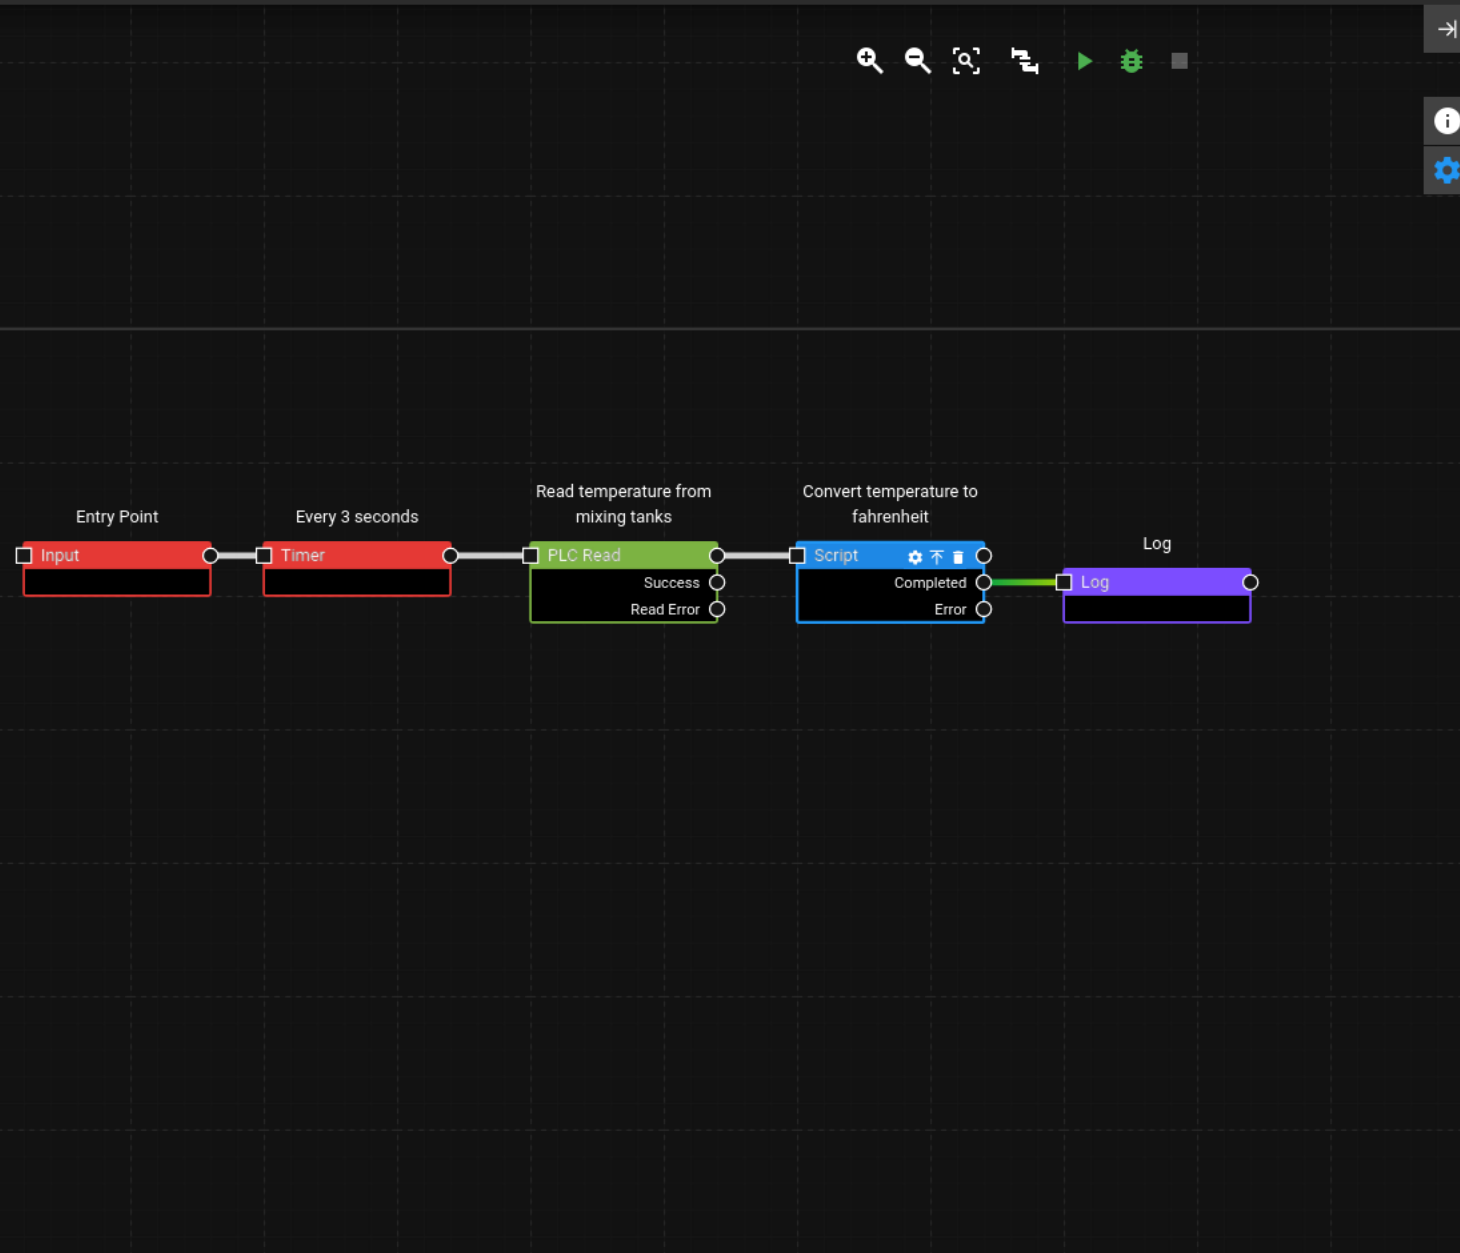 Entry Point
Input
Every 3 seconds
Timer
Read temperature from
mixing tanks
PLC Read
Success
Read Error
Convert temperature to
fahrenheit
Script
Completed
Error
Log
Log